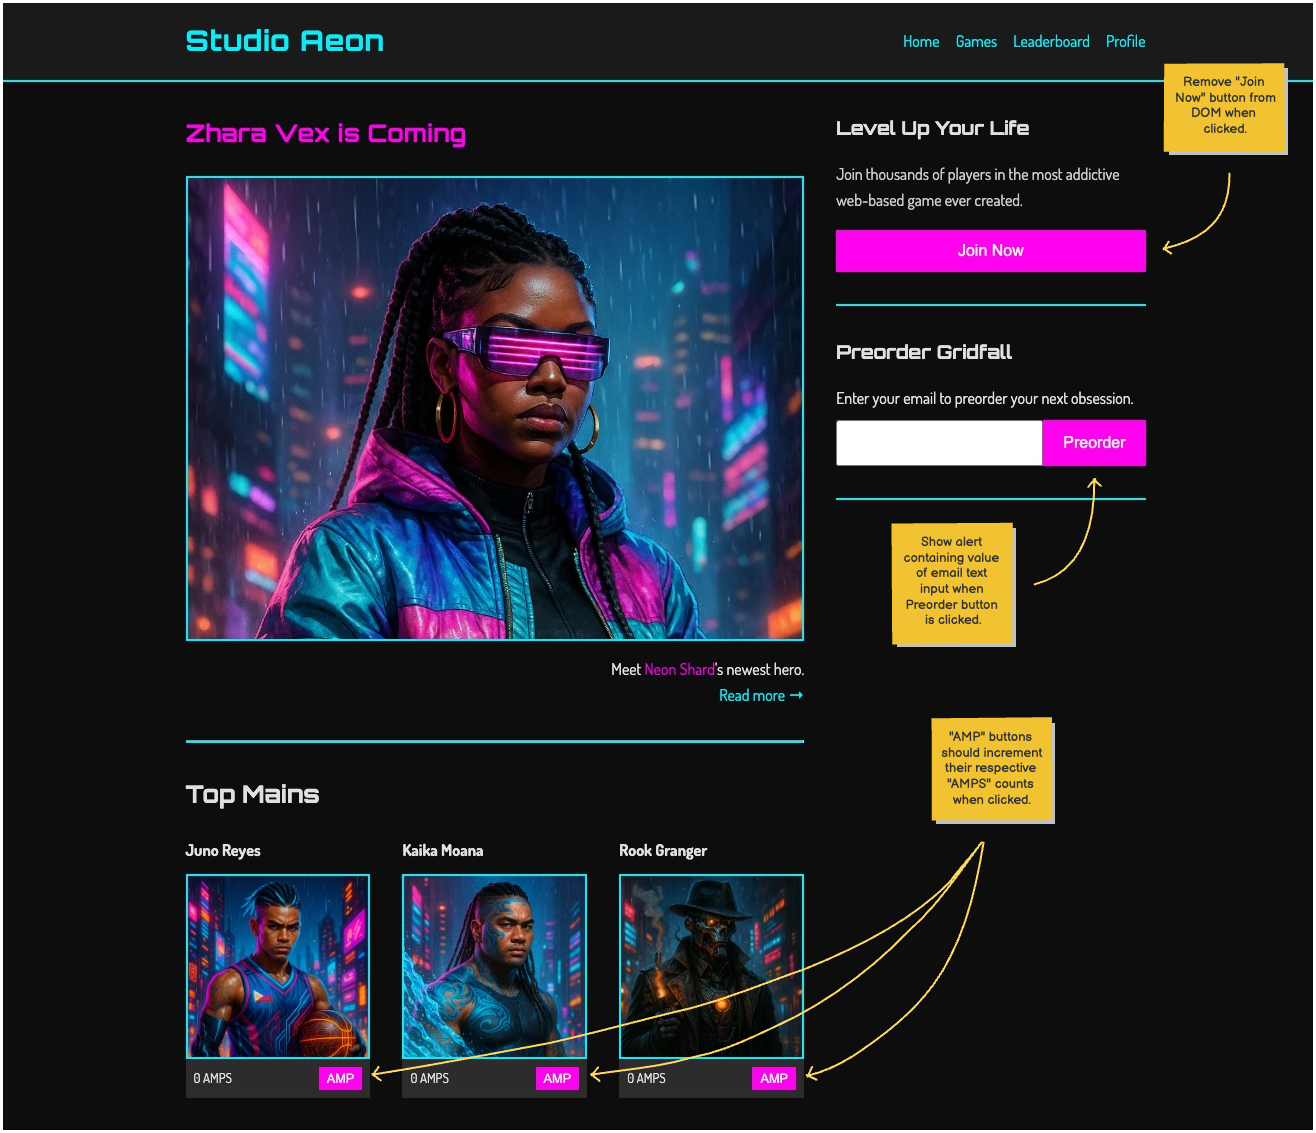 Studio Aeon
Home Games Leaderboard Profile
Remove "Join
Now" button from
DOM when
clicked.
Zhara Vex is Coming
Meet Neon Shard's newest hero.
Read more →
Level Up Your Life
Join thousands of players in the most addictive
web-based game ever created.
Join Now
Preorder Gridfall
Enter your email to preorder your next obsession.
Preorder
Show alert
containing value
of email text
input when
Preorder button
is clicked.
"AMP" buttons
should increment
their respective
"AMPS" counts
when clicked.
Top Mains
Juno Reyes
0 AMPS AMP
Kaika Moana
0 AMPS AMP
Rook Granger
0 AMPS AMP